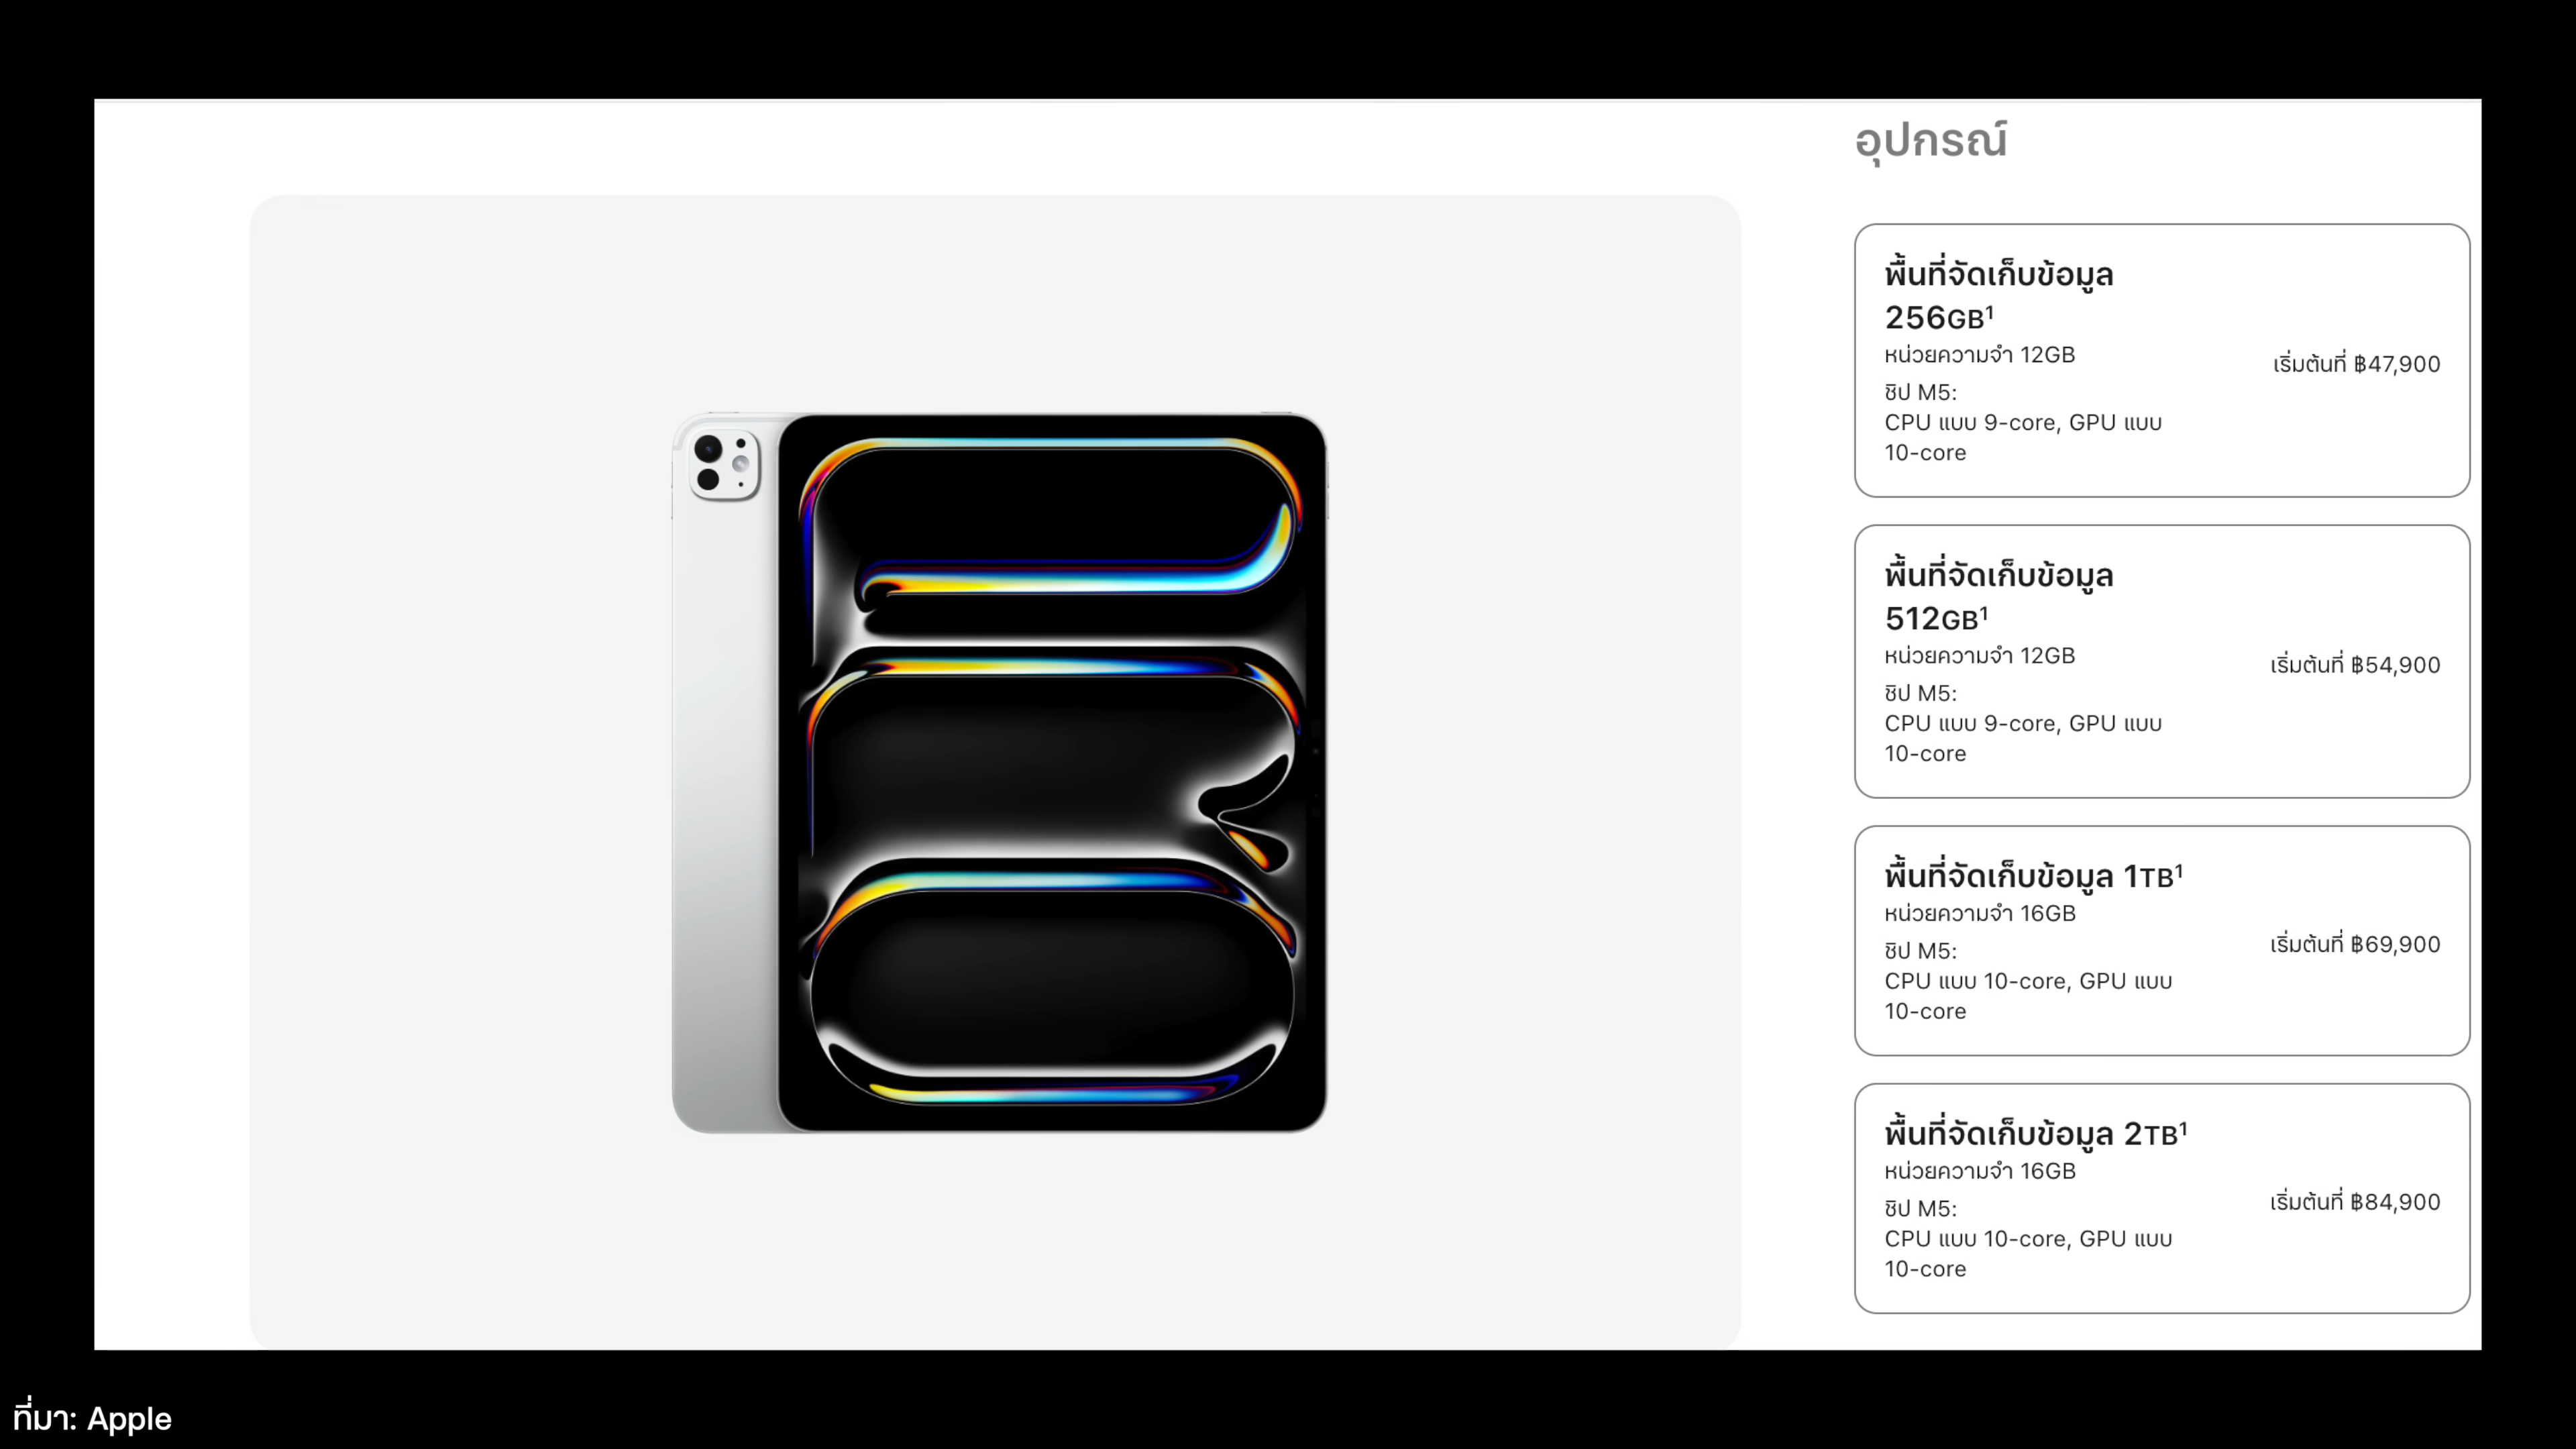 อุปกรณ์
พื้นที่จัดเก็บข้อมูล
256GB¹
หน่วยความจำ 12GB
ชิป M5:
CPU แบบ 9-core, GPU แบบ
10-core
เริ่มต้นที่ ฿47,900
พื้นที่จัดเก็บข้อมูล
512GB¹
หน่วยความจำ 12GB
ชิป M5:
CPU แบบ 9-core, GPU แบบ
10-core
เริ่มต้นที่ ฿54,900
พื้นที่จัดเก็บข้อมูล 1TB¹
หน่วยความจำ 16GB
ชิป M5:
CPU แบบ 10-core, GPU แบบ
10-core
เริ่มต้นที่ ฿69,900
พื้นที่จัดเก็บข้อมูล 2TB¹
หน่วยความจำ 16GB
ชิป M5:
CPU แบบ 10-core, GPU แบบ
10-core
เริ่มต้นที่ ฿84,900
ที่มา: Apple